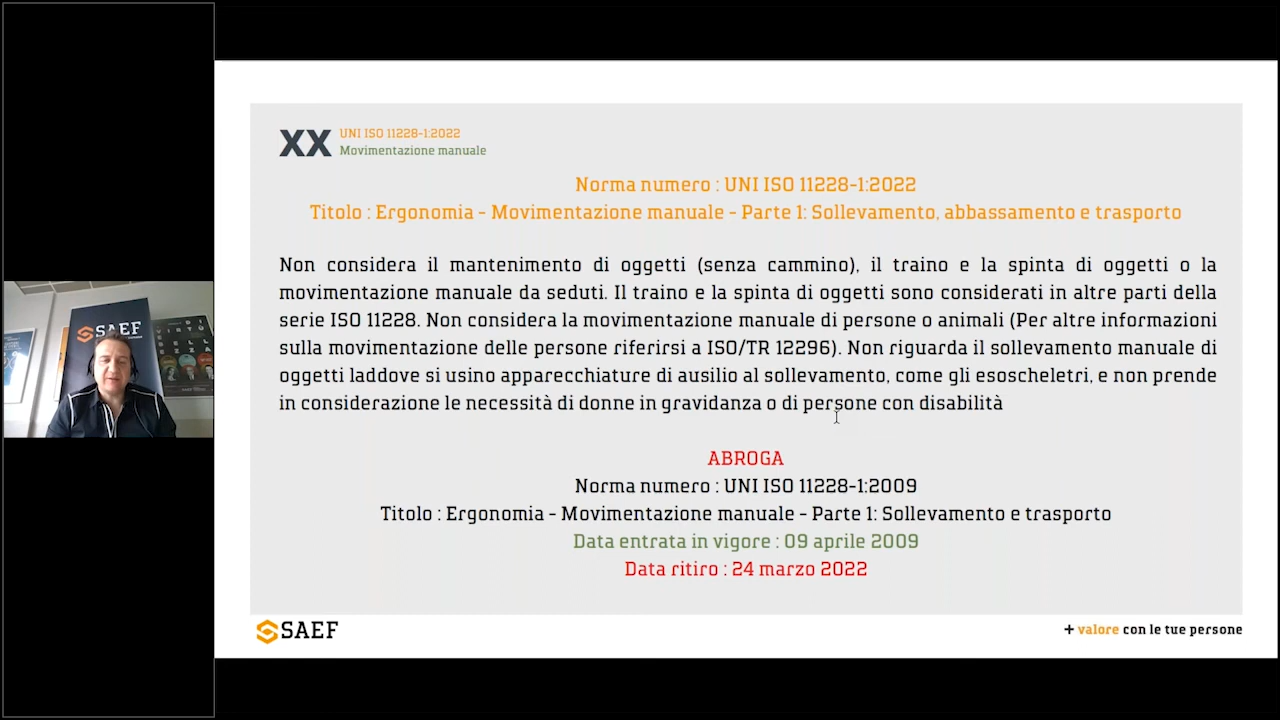 XX
UNI ISO 11228-1:2022
Movimentazione manuale
Norma numero : UNI ISO 11228-1:2022
Titolo : Ergonomia - Movimentazione manuale - Parte 1: Sollevamento, abbassamento e trasporto
Non considera il mantenimento di oggetti (senza cammino), il traino e la spinta di oggetti o la
movimentazione manuale da seduti. Il traino e la spinta di oggetti sono considerati in altre parti della
serie ISO 11228. Non considera la movimentazione manuale di persone o animali (Per altre informazioni
sulla movimentazione delle persone riferirsi a ISO/TR 12296). Non riguarda il sollevamento manuale di
oggetti laddove si usino apparecchiature di ausilio al sollevamento, come gli esoscheletri, e non prende
in considerazione le necessità di donne in gravidanza o di persone con disabilità
ABROGA
Norma numero : UNI ISO 11228-1:2009
Titolo : Ergonomia - Movimentazione manuale - Parte 1: Sollevamento e trasporto
Data entrata in vigore : 09 aprile 2009
Data ritiro : 24 marzo 2022
SAEF
+ valore con le tue persone
SAEF